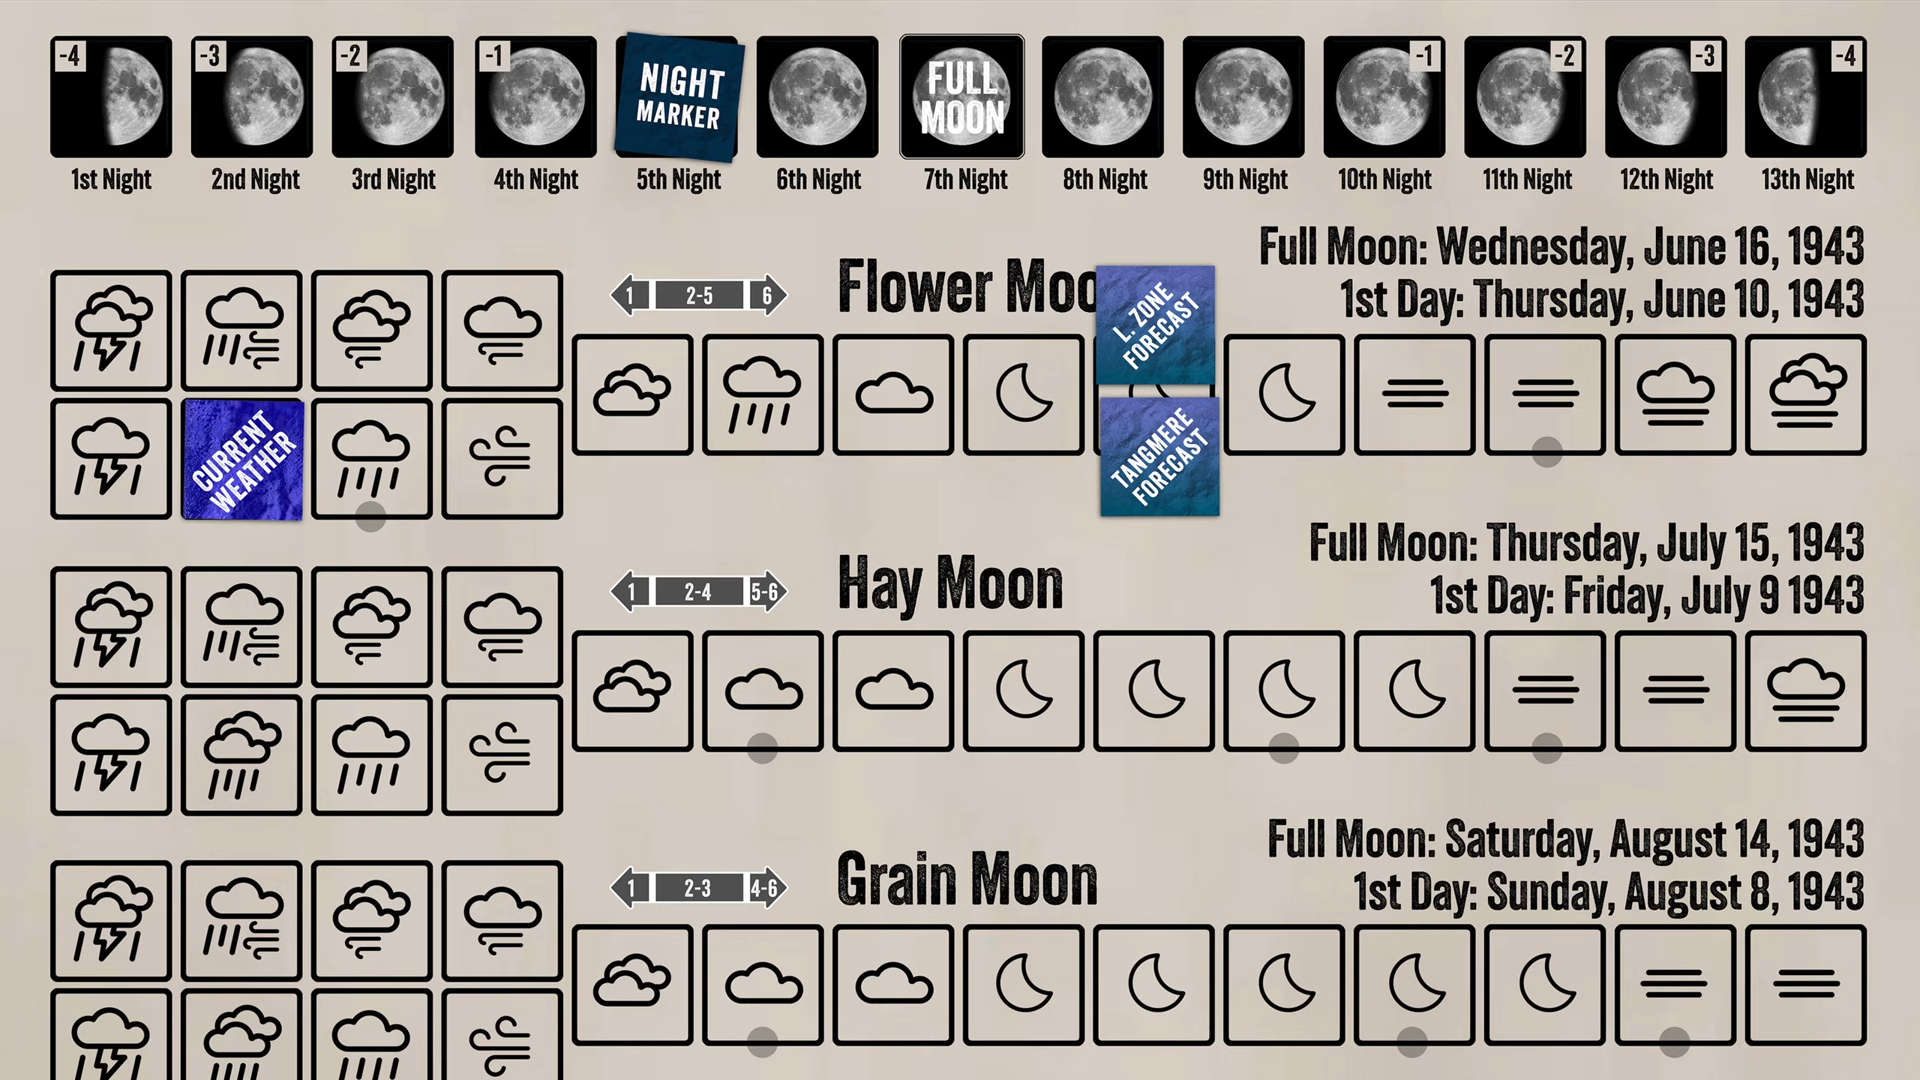 -4
-3
-2
-1
NIGHT
MARKER
FULL
MOON
-1
-2
-3
-4
1st Night
2nd Night
3rd Night
4th Night
5th Night
6th Night
7th Night
8th Night
9th Night
10th Night
11th Night
12th Night
13th Night
Full Moon: Wednesday, June 16, 1943
1st Day: Thursday, June 10, 1943
1 2-5 6
Flower Moo
L. ZONE
FORECAST
CURRENT
WEATHER
TANGMERE
FORECAST
Full Moon: Thursday, July 15, 1943
1st Day: Friday, July 9 1943
1 2-4 5-6
Hay Moon
Full Moon: Saturday, August 14, 1943
1st Day: Sunday, August 8, 1943
1 2-3 4-6
Grain Moon